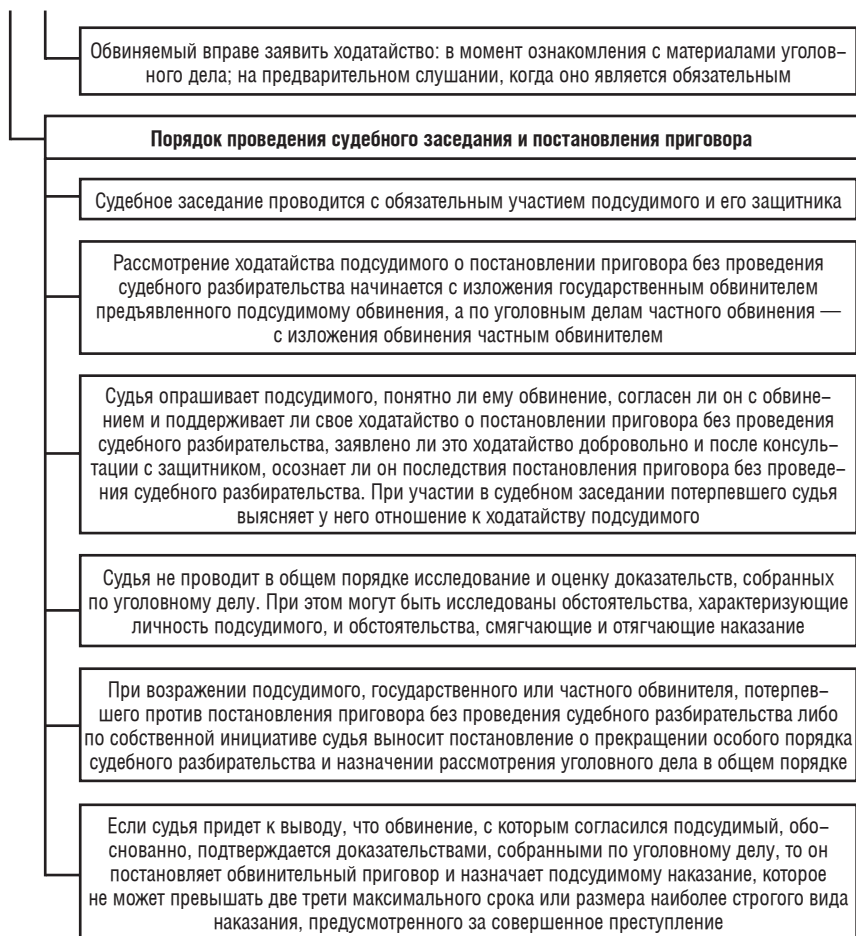 Обвиняемый вправе заявить ходатайство: в момент ознакомления с материалами уголов–
ного дела; на предварительном слушании, когда оно является обязательным
Порядок проведения судебного заседания и постановления приговора
Судебное заседание проводится с обязательным участием подсудимого и его защитника
Рассмотрение ходатайства подсудимого о постановлении приговора без проведения
судебного разбирательства начинается с изложения государственным обвинителем
предъявленного подсудимому обвинения, а по уголовным делам частного обвинения —
с изложения обвинения частным обвинителем
Судья опрашивает подсудимого, понятно ли ему обвинение, согласен ли он с обвине–
нием и поддерживает ли свое ходатайство о постановлении приговора без проведения
судебного разбирательства, заявлено ли это ходатайство добровольно и после консуль–
тации с защитником, осознает ли он последствия постановления приговора без проведе–
ния судебного разбирательства. При участии в судебном заседании потерпевшего судья
выясняет у него отношение к ходатайству подсудимого
Судья не проводит в общем порядке исследование и оценку доказательств, собранных
по уголовному делу. При этом могут быть исследованы обстоятельства, характеризующие
личность подсудимого, и обстоятельства, смягчающие и отягчающие наказание
При возражении подсудимого, государственного или частного обвинителя, потерпев–
шего против постановления приговора без проведения судебного разбирательства либо
по собственной инициативе судья выносит постановление о прекращении особого порядка
судебного разбирательства и назначении рассмотрения уголовного дела в общем порядке
Если судья придет к выводу, что обвинение, с которым согласился подсудимый, обо–
снованно, подтверждается доказательствами, собранными по уголовному делу, то он
постановляет обвинительный приговор и назначает подсудимому наказание, которое
не может превышать две трети максимального срока или размера наиболее строгого вида
наказания, предусмотренного за совершенное преступление